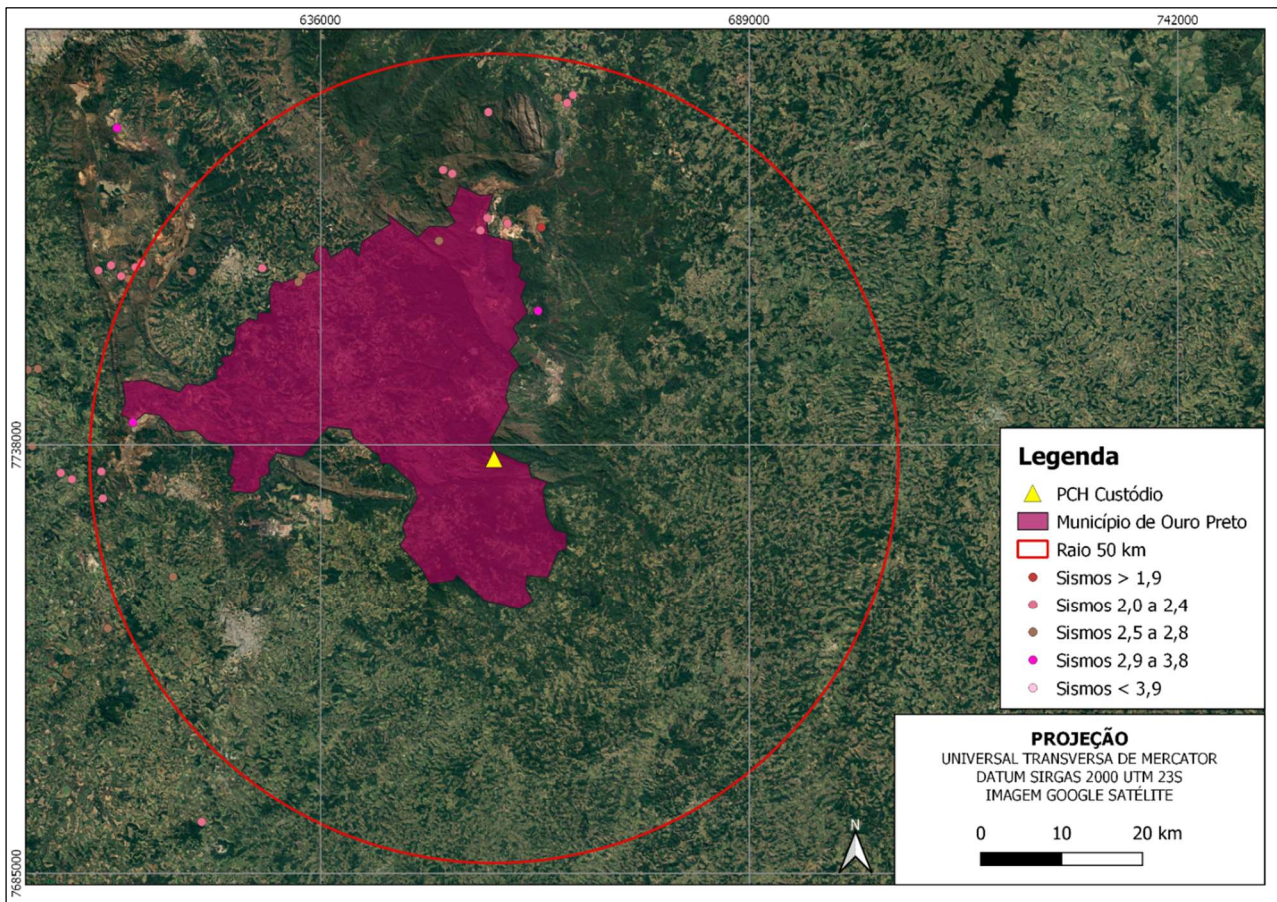 636000
689000
742000
7738000
7685000
Legenda
PCH Custódio
Município de Ouro Preto
Raio 50 km
Sismos > 1,9
Sismos 2,0 a 2,4
Sismos 2,5 a 2,8
Sismos 2,9 a 3,8
Sismos < 3,9
PROJEÇÃO
UNIVERSAL TRANSVERSA DE MERCATOR
DATUM SIRGAS 2000 UTM 23S
IMAGEM GOOGLE SATÉLITE
N
0 10 20 km